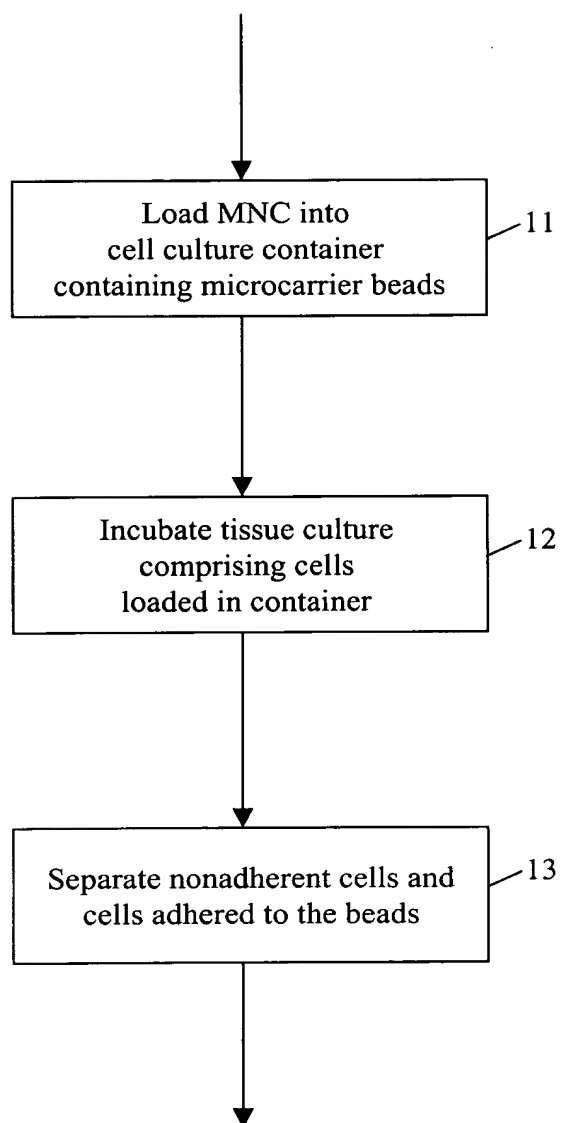 Load MNC into
cell culture container
containing microcarrier beads
11
Incubate tissue culture
comprising cells
loaded in container
12
Separate nonadherent cells and
cells adhered to the beads
13